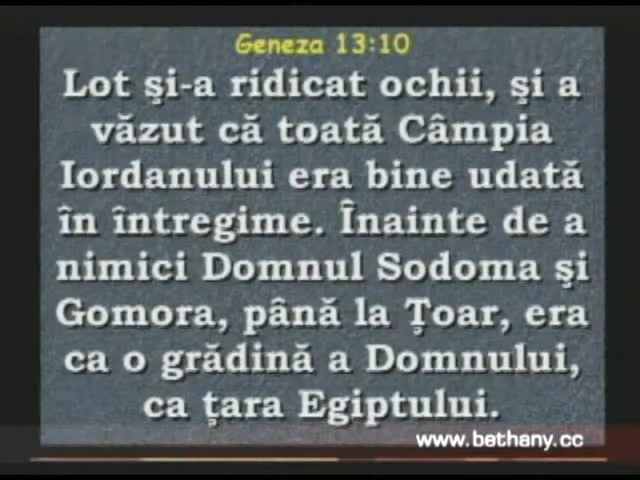 Geneza 13:10
Lot şi-a ridicat ochii, şi a
văzut că toată Câmpia
Iordanului era bine udată
în întregime. Înainte de a
nimici Domnul Sodoma şi
Gomora, până la Ţoar, era
ca o grădină a Domnului,
ca ţara Egiptului.
www.bethany.cc